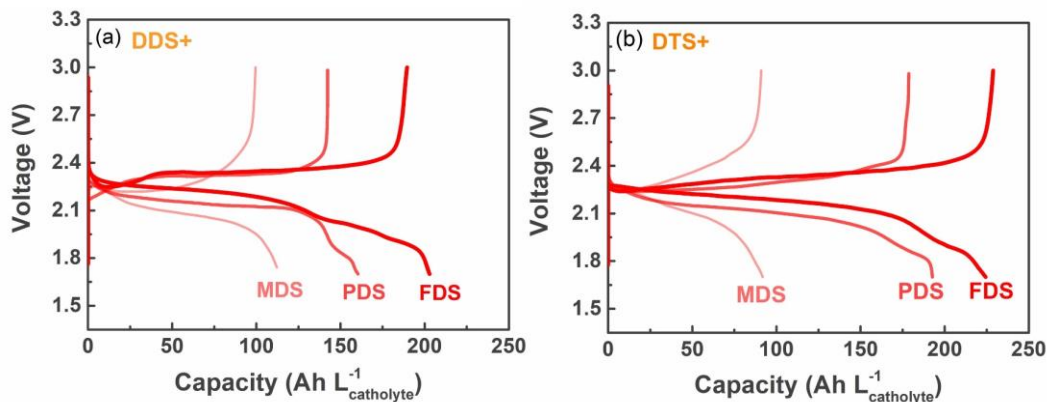 (a) DDS+
3.3
3.0
2.7
2.4
2.1
1.8
1.5
Voltage (V)
MDS PDS FDS
0 50 100 150 200 250
Capacity (Ah L⁻¹catholyte)
(b) DTS+
3.3
3.0
2.7
2.4
2.1
1.8
1.5
Voltage (V)
MDS PDS FDS
0 50 100 150 200 250
Capacity (Ah L⁻¹catholyte)